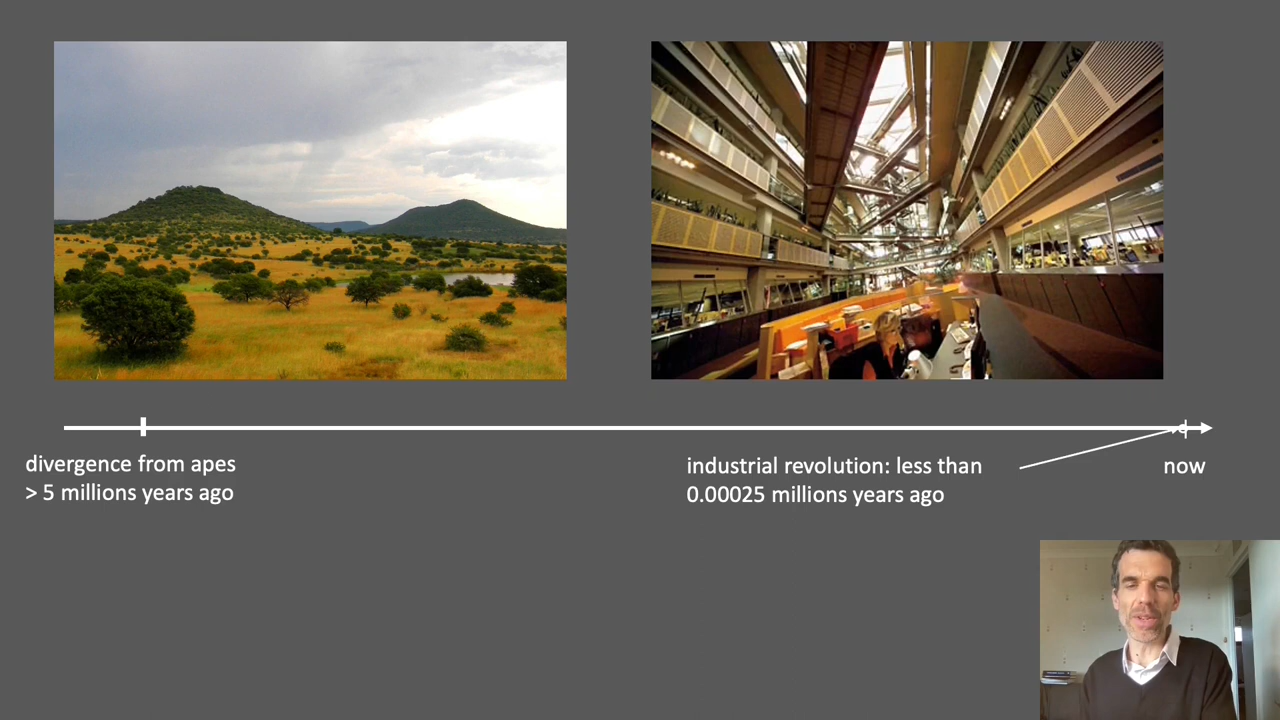 divergence from apes
> 5 millions years ago
industrial revolution: less than
0.00025 millions years ago
now